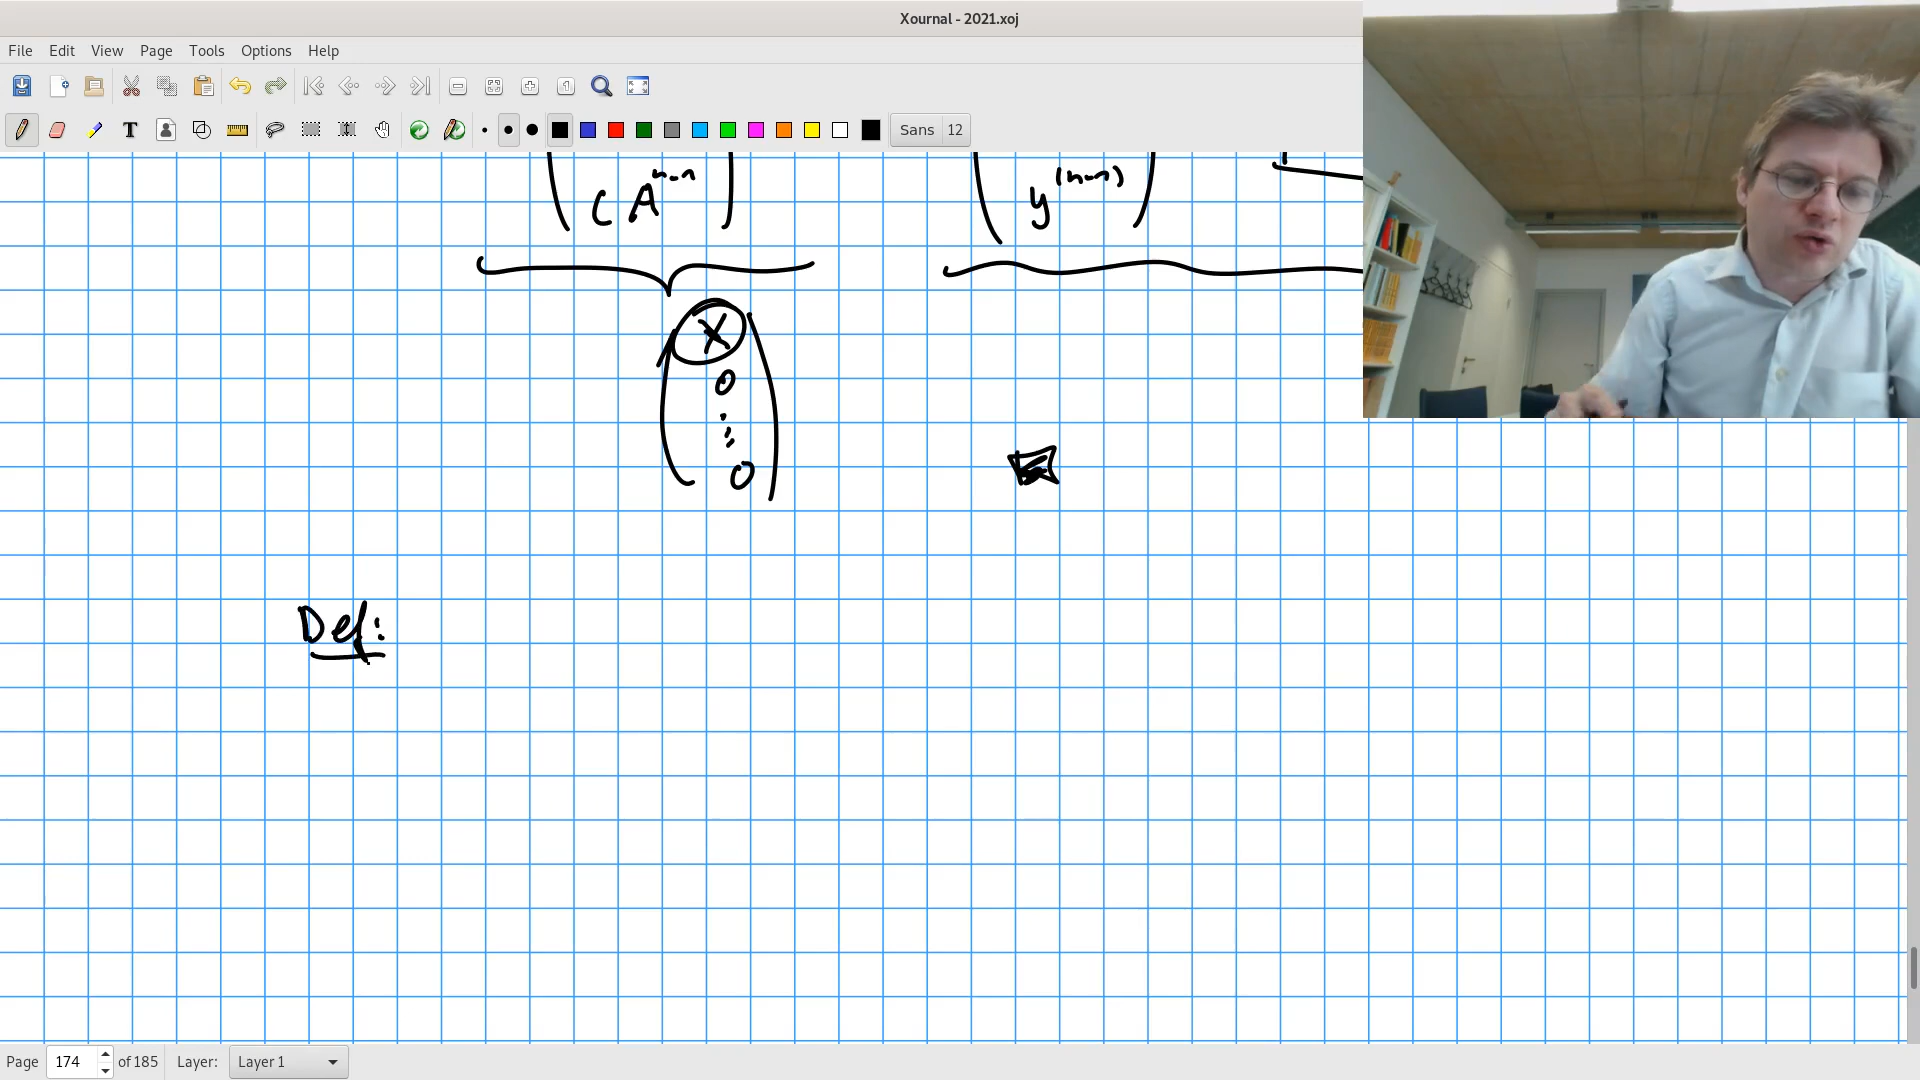 Xournal - 2021.xoj
File Edit View Page Tools Options Help
Sans 12
C A^{n-1}
y^{(n-1)}
X
0
⋮
0
Def:
Page 174 of 185 Layer: Layer 1